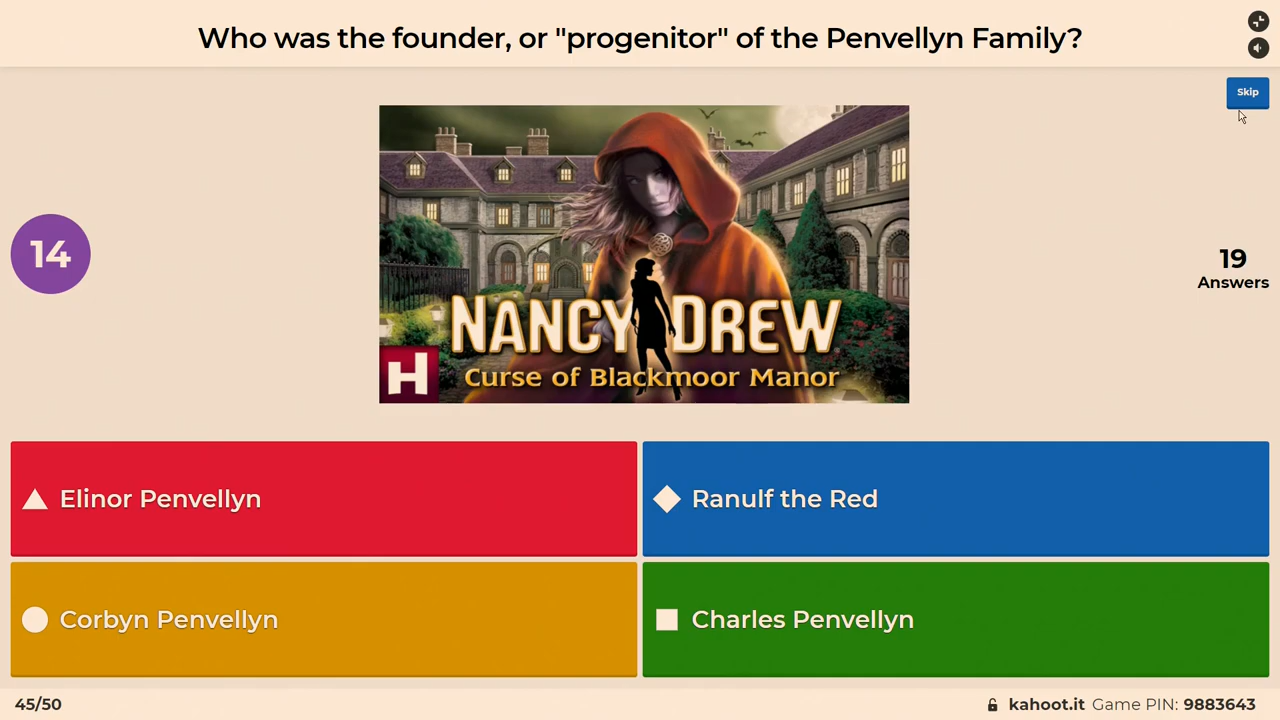 Who was the founder, or "progenitor" of the Penvellyn Family?
Skip
14
19
Answers
NANCY DREW
Curse of Blackmoor Manor
H
Elinor Penvellyn
Ranulf the Red
Corbyn Penvellyn
Charles Penvellyn
45/50
kahoot.it Game PIN: 9883643